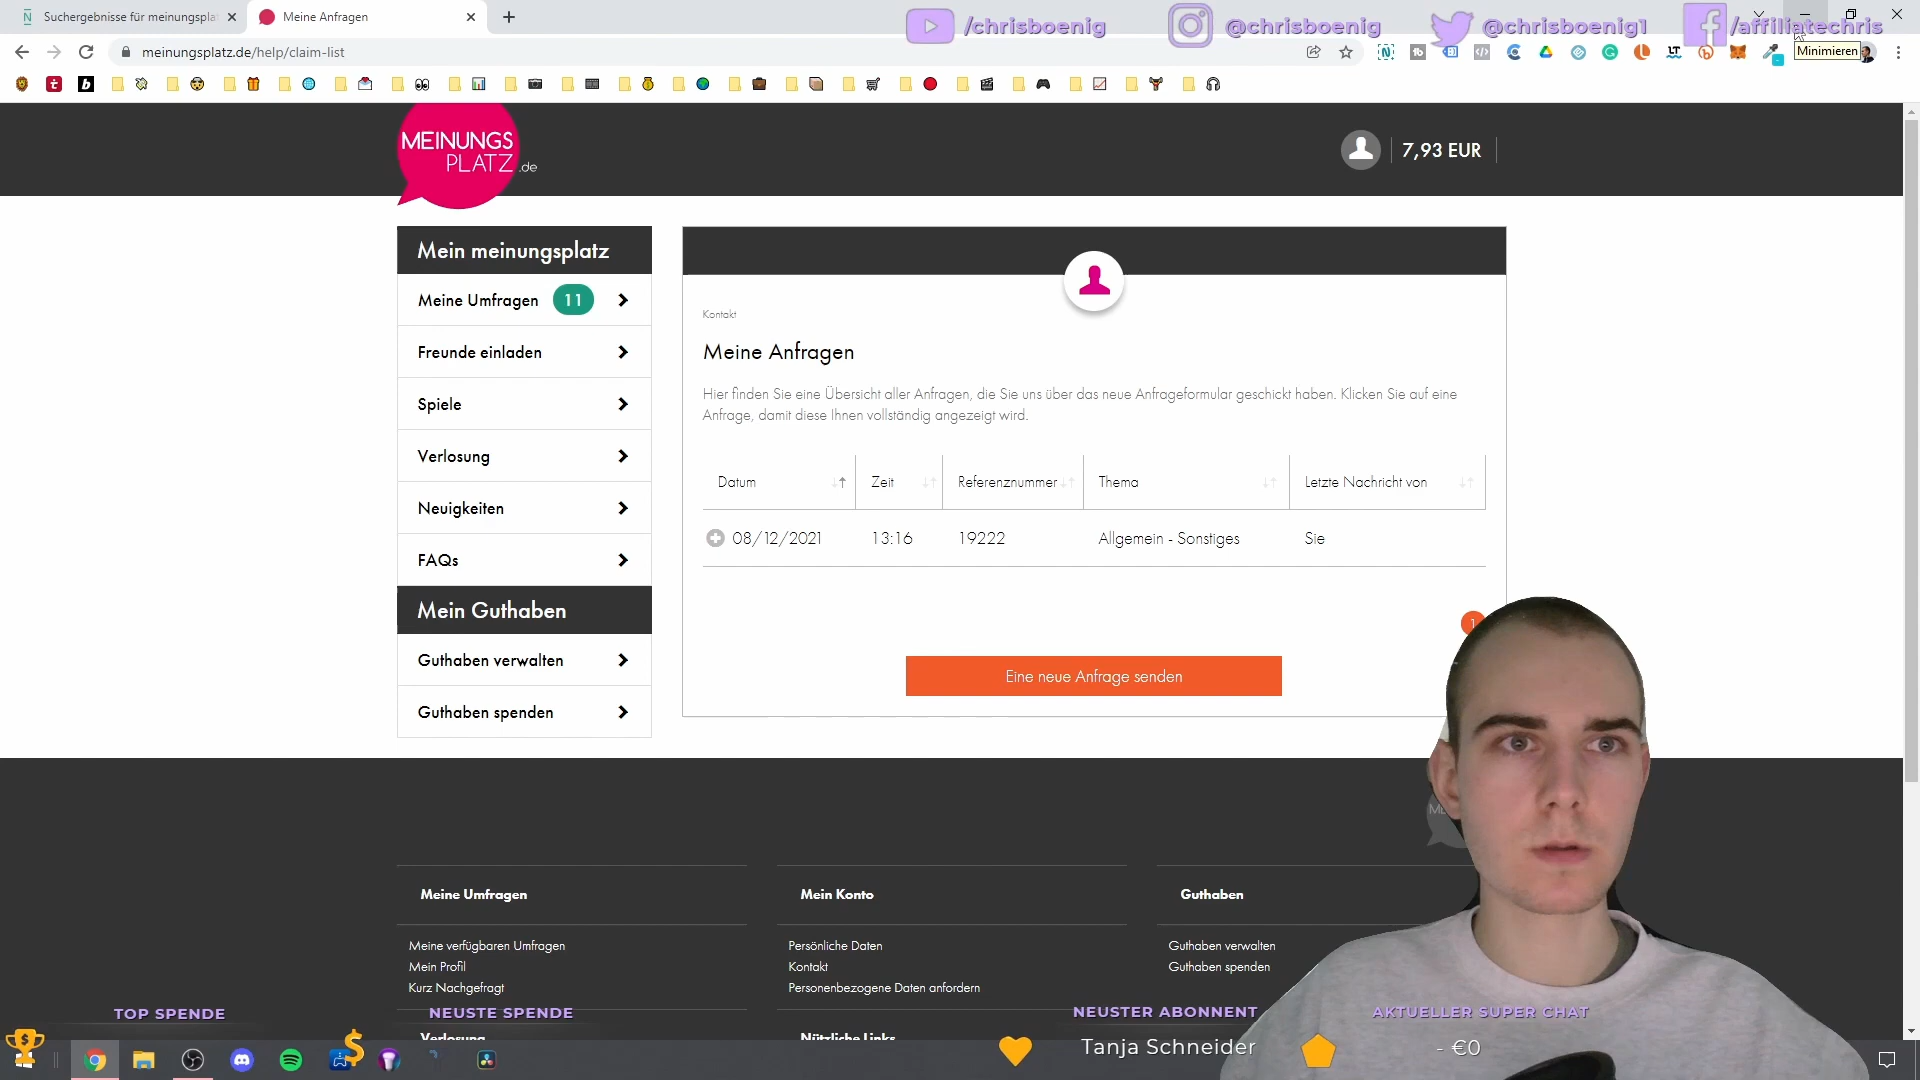 Suchergebnisse für meinungspla
Meine Anfragen
/chrisboenig
@chrisboenig
@chrisboenig1
/affiliatechris
meinungsplatz.de/help/claim-list
Minimieren
MEINUNGS
PLATZ.de
7,93 EUR
Mein meinungsplatz
Meine Umfragen 11
Freunde einladen
Spiele
Verlosung
Neuigkeiten
FAQs
Mein Guthaben
Guthaben verwalten
Guthaben spenden
Kontakt
Meine Anfragen
Hier finden Sie eine Übersicht aller Anfragen, die Sie uns über das neue Anfrageformular geschickt haben. Klicken Sie auf eine
Anfrage, damit diese Ihnen vollständig angezeigt wird.
Datum Zeit Referenznummer Thema Letzte Nachricht von
08/12/2021 13:16 19222 Allgemein - Sonstiges Sie
1
Eine neue Anfrage senden
Meine Umfragen
Mein Konto
Guthaben
Meine verfügbaren Umfragen
Mein Profil
Kurz Nachgefragt
Persönliche Daten
Kontakt
Personenbezogene Daten anfordern
Guthaben verwalten
Guthaben spenden
Verlosung
Nützliche Links
TOP SPENDE
NEUSTE SPENDE
NEUSTER ABONNENT
AKTUELLER SUPER CHAT
Tanja Schneider
- €0